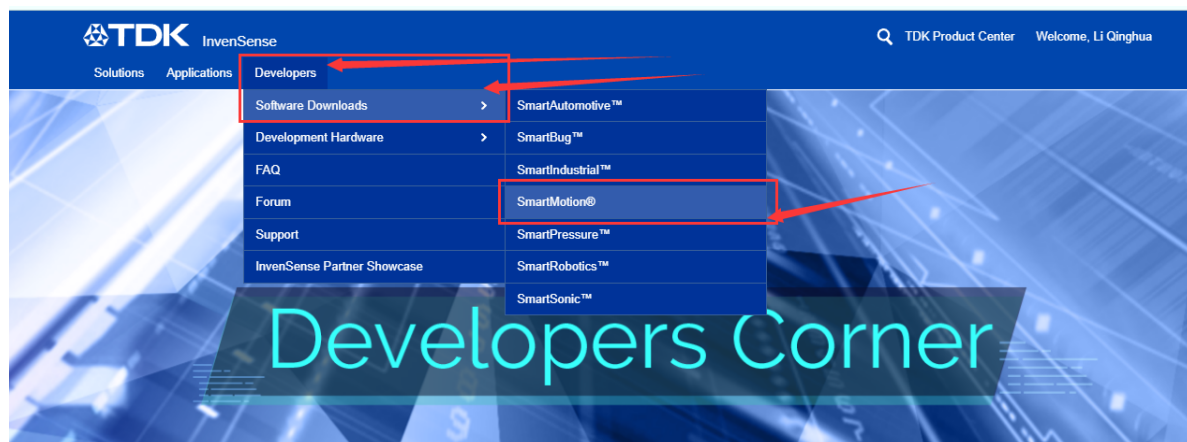 TDK InvenSense
TDK Product Center
Welcome, Li Qinghua
Solutions
Applications
Developers
Software Downloads
Development Hardware
FAQ
Forum
Support
InvenSense Partner Showcase
SmartAutomotive™
SmartBug™
SmartIndustrial™
SmartMotion®
SmartPressure™
SmartRobotics™
SmartSonic™
Developers Corner